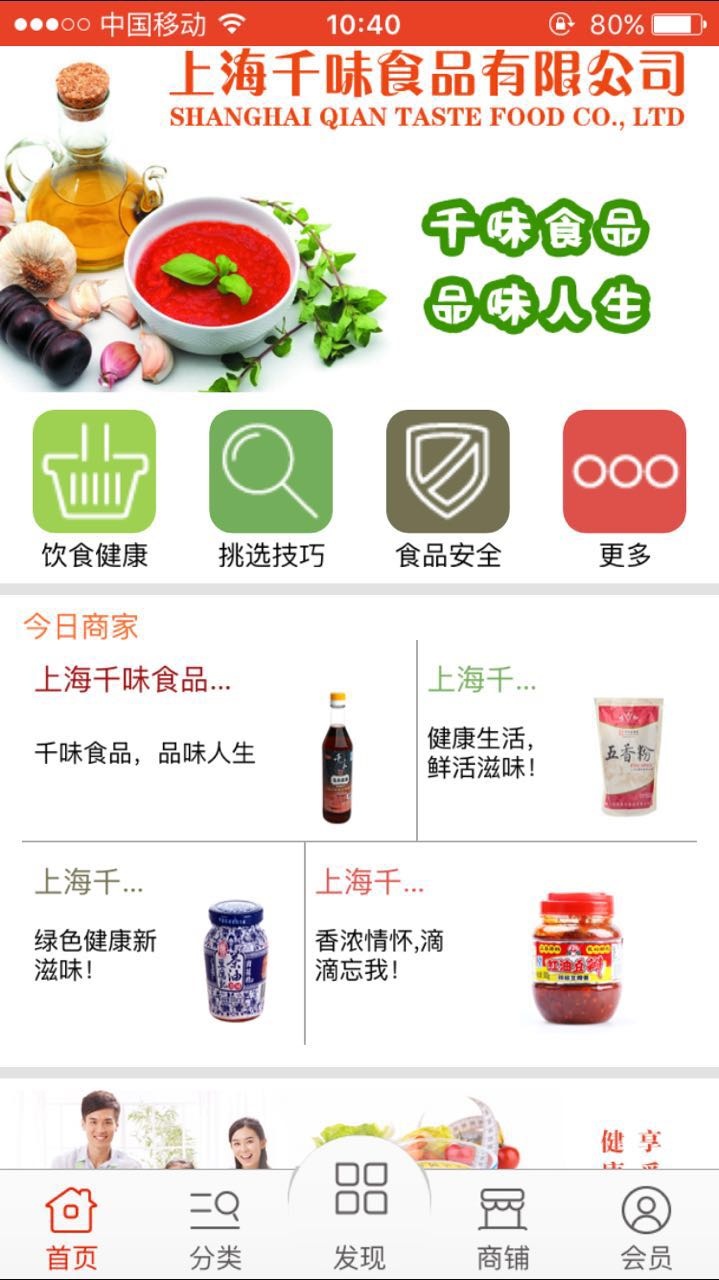 中国移动 10:40 80%
上海千味食品有限公司
SHANGHAI QIAN TASTE FOOD CO., LTD
千味食品
品味人生
饮食健康 挑选技巧 食品安全 更多
今日商家
上海千味食品...
千味食品，品味人生
上海千...
健康生活，
鲜活滋味！
五香粉
上海千...
绿色健康新
滋味！
茶油
上海千...
香浓情怀,滴
滴忘我！
红油豆瓣
健 享
首页 分类 发现 商铺 会员